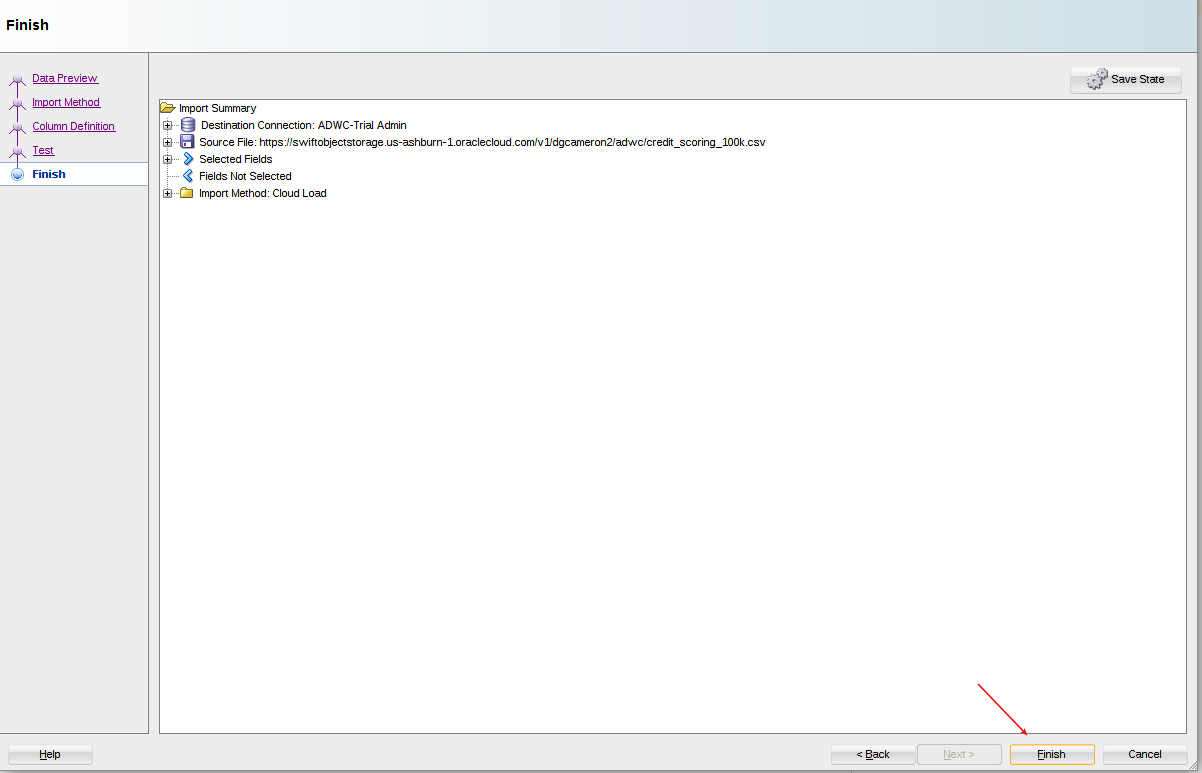 Finish
Data Preview
Import Method
Column Definition
Test
Finish
Save State
Import Summary
Destination Connection: ADWC-Trial Admin
Source File: https://swiftobjectstorage.us-ashburn-1.oraclecloud.com/v1/dgcameron2/adwc/credit_scoring_100k.csv
Selected Fields
Fields Not Selected
Import Method: Cloud Load
Help
< Back
Next >
Finish
Cancel